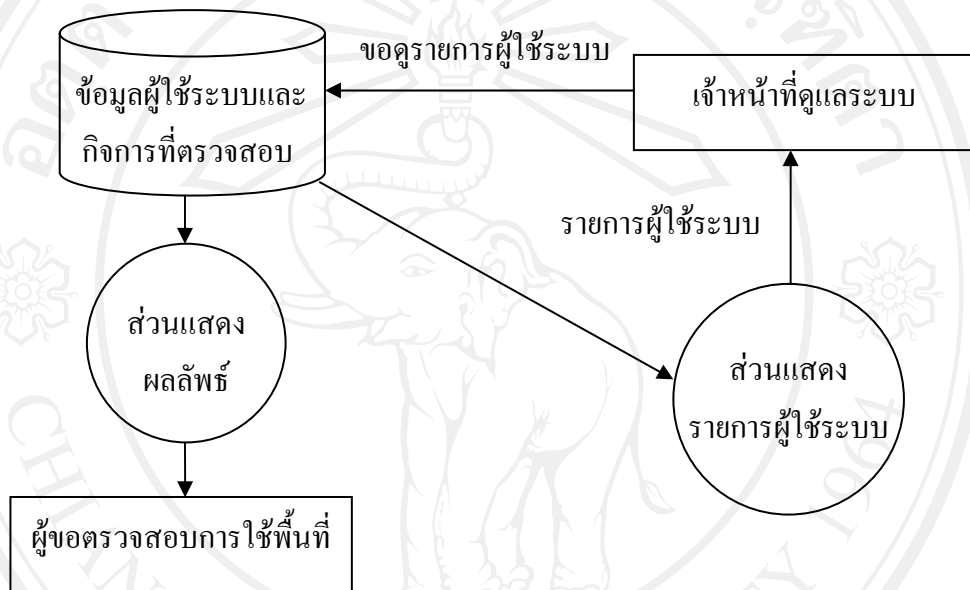 ขอดูรายการผู้ใช้ระบบ
ข้อมูลผู้ใช้ระบบและ
กิจการที่ตรวจสอบ
เจ้าหน้าที่ดูแลระบบ
รายการผู้ใช้ระบบ
ส่วนแสดง
ผลลัพธ์
ส่วนแสดง
รายการผู้ใช้ระบบ
ผู้ขอตรวจสอบการใช้พื้นที่